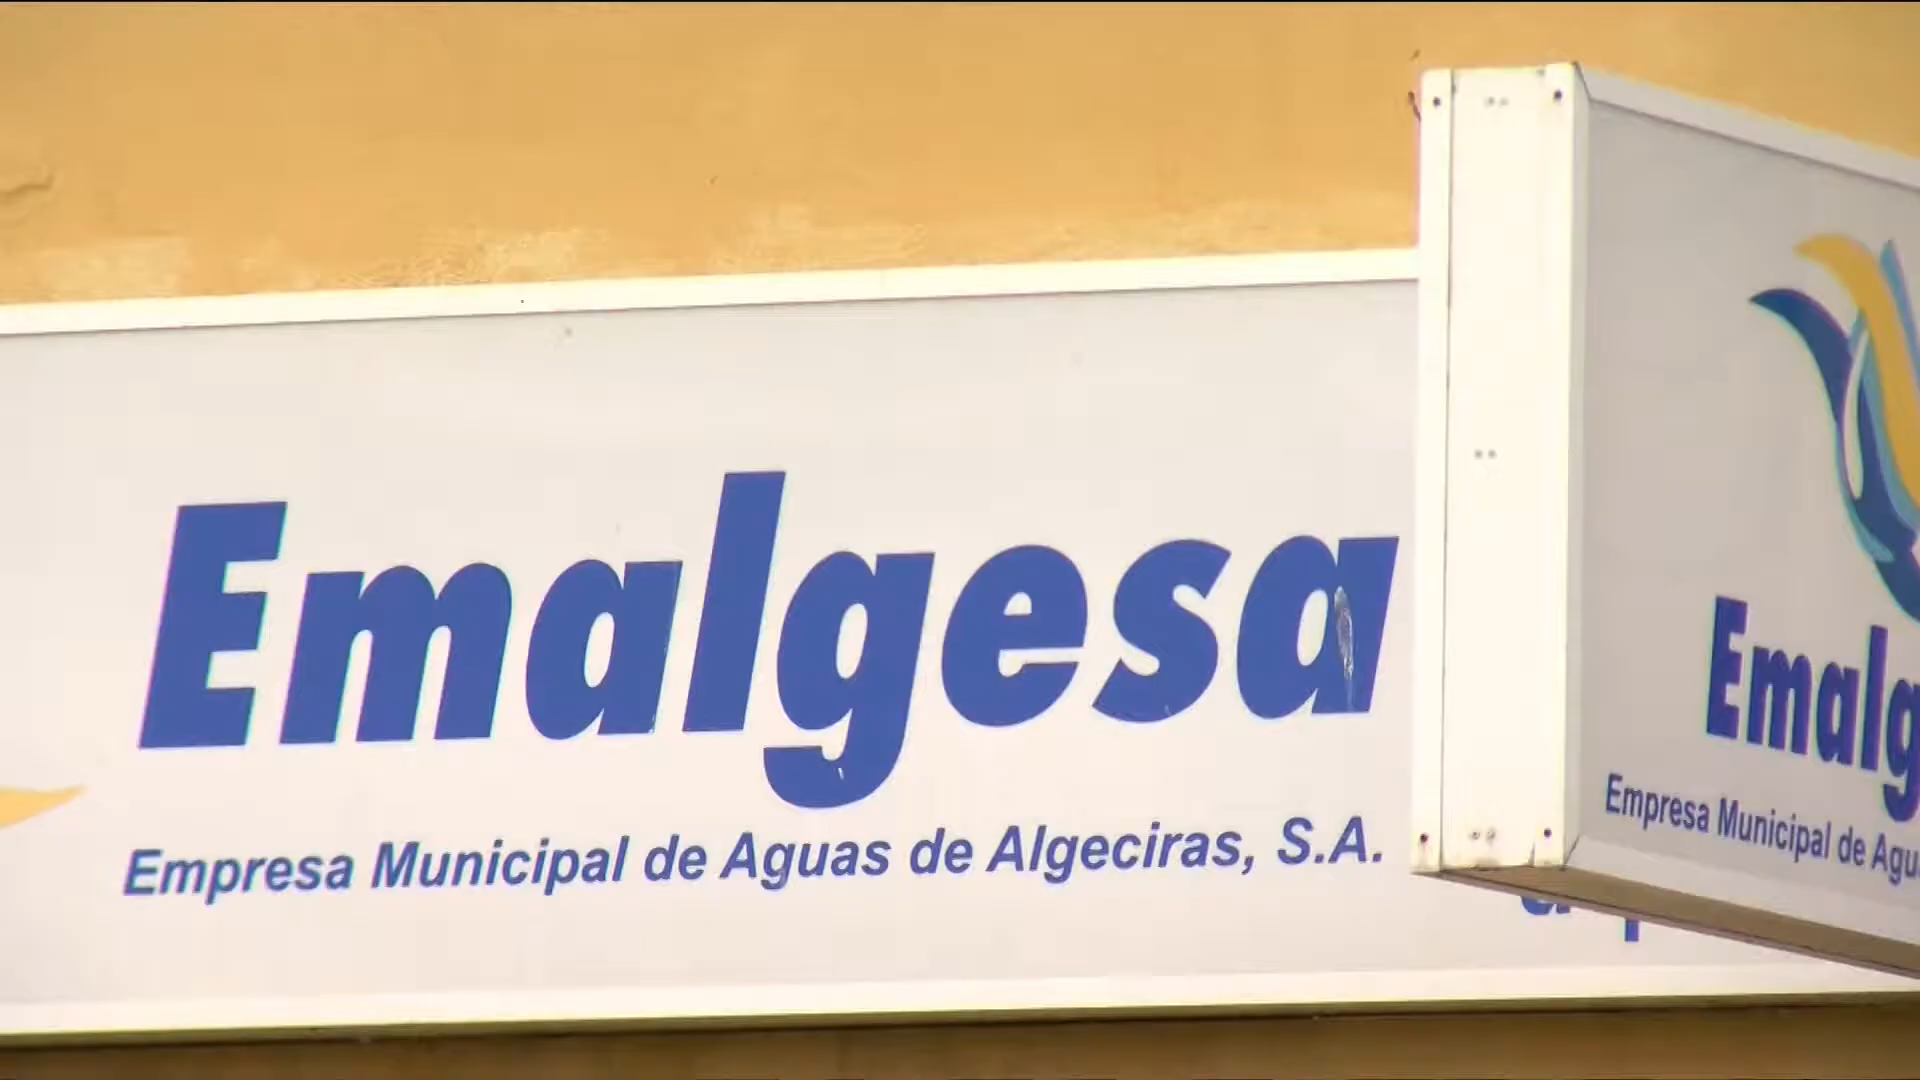 Emalgesa
Empresa Municipal de Aguas de Algeciras, S.A.
Emalg
Empresa Municipal de Agu